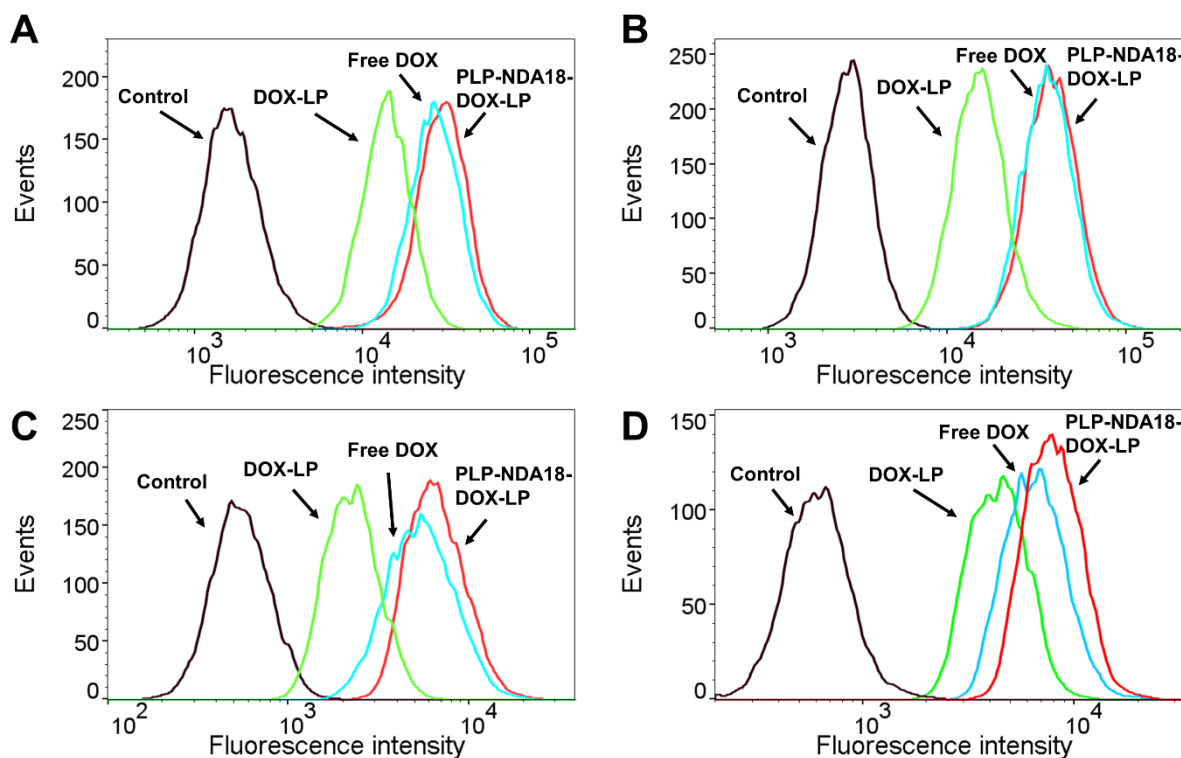 A
Events
200
150
100
50
0
Control
DOX-LP
Free DOX
PLP-NDA18-
DOX-LP
10³
10⁴
10⁵
Fluorescence intensity
B
Events
250
200
150
100
50
0
Control
DOX-LP
Free DOX
PLP-NDA18-
DOX-LP
10³
10⁴
10⁵
Fluorescence intensity
C
Events
250
200
150
100
50
0
Control
DOX-LP
Free DOX
PLP-NDA18-
DOX-LP
10²
10³
10⁴
Fluorescence intensity
D
Events
150
100
50
0
Control
DOX-LP
Free DOX
PLP-NDA18-
DOX-LP
10³
10⁴
Fluorescence intensity